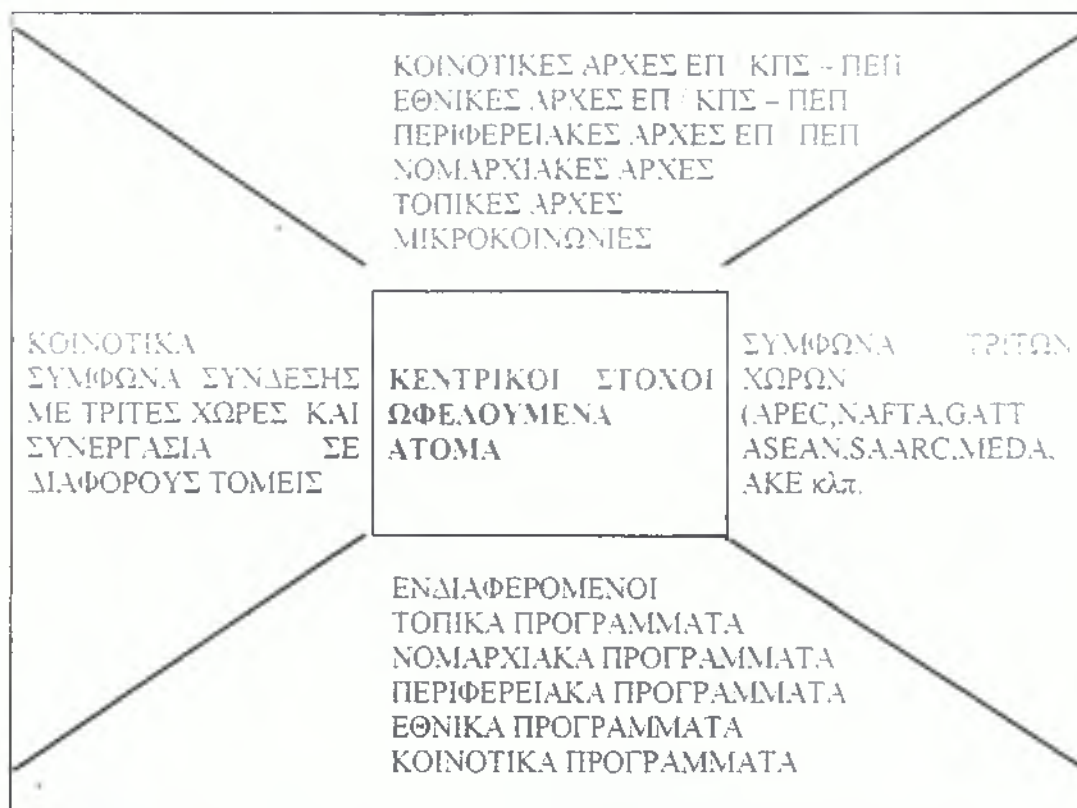 ΚΟΙΝΟΤΙΚΕΣ ΑΡΧΕΣ ΕΠ ΚΠΣ – ΠΕΠ
ΕΘΝΙΚΕΣ ΑΡΧΕΣ ΕΠ / ΚΠΣ – ΠΕΠ
ΠΕΡΙΦΕΡΕΙΑΚΕΣ ΑΡΧΕΣ ΕΠ ΠΕΠ
ΝΟΜΑΡΧΙΑΚΕΣ ΑΡΧΕΣ
ΤΟΠΙΚΕΣ ΑΡΧΕΣ
ΜΙΚΡΟΚΟΙΝΩΝΙΕΣ
ΚΟΙΝΟΤΙΚΑ
ΣΥΜΦΩΝΑ ΣΥΝΔΕΣΗΣ
ΜΕ ΤΡΙΤΕΣ ΧΩΡΕΣ ΚΑΙ
ΣΥΝΕΡΓΑΣΙΑ ΣΕ
ΔΙΑΦΟΡΟΥΣ ΤΟΜΕΙΣ
ΚΕΝΤΡΙΚΟΙ ΣΤΟΧΟΙ
ΩΦΕΛΟΥΜΕΝΑ
ΑΤΟΜΑ
ΣΥΜΦΩΝΑ ΤΡΙΤΩΝ
ΧΩΡΩΝ
(APEC,NAFTA,GATT
ASEAN,SAARC,MEDA,
ΑΚΕ κλπ.
ΕΝΔΙΑΦΕΡΟΜΕΝΟΙ
ΤΟΠΙΚΑ ΠΡΟΓΡΑΜΜΑΤΑ
ΝΟΜΑΡΧΙΑΚΑ ΠΡΟΓΡΑΜΜΑΤΑ
ΠΕΡΙΦΕΡΕΙΑΚΑ ΠΡΟΓΡΑΜΜΑΤΑ
ΕΘΝΙΚΑ ΠΡΟΓΡΑΜΜΑΤΑ
ΚΟΙΝΟΤΙΚΑ ΠΡΟΓΡΑΜΜΑΤΑ